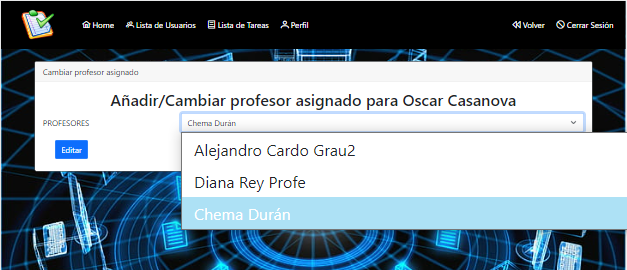 Home Lista de Usuarios Lista de Tareas Perfil Volver Cerrar Sesión
Cambiar profesor asignado
Añadir/Cambiar profesor asignado para Oscar Casanova
PROFESORES Chema Durán
Editar
Alejandro Cardo Grau2
Diana Rey Profe
Chema Durán